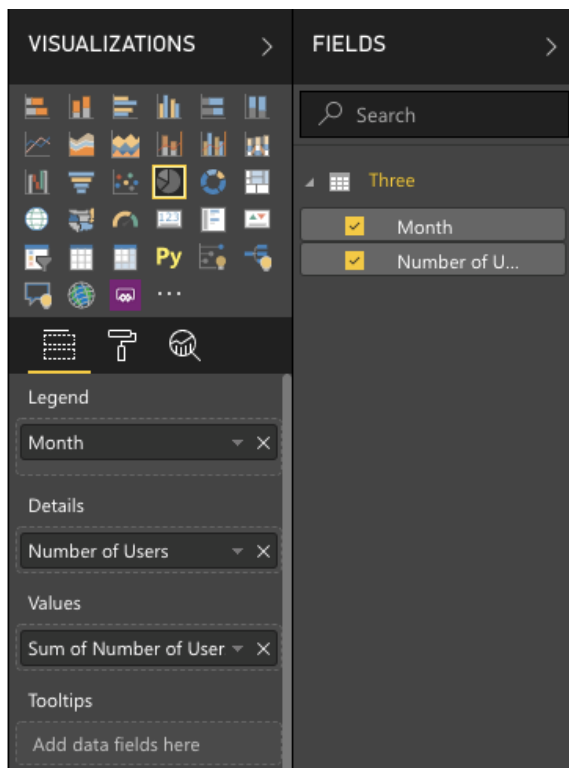 VISUALIZATIONS
FIELDS
Search
Three
Month
Number of U...
123
Py
...
Legend
Month
Details
Number of Users
Values
Sum of Number of User
Tooltips
Add data fields here